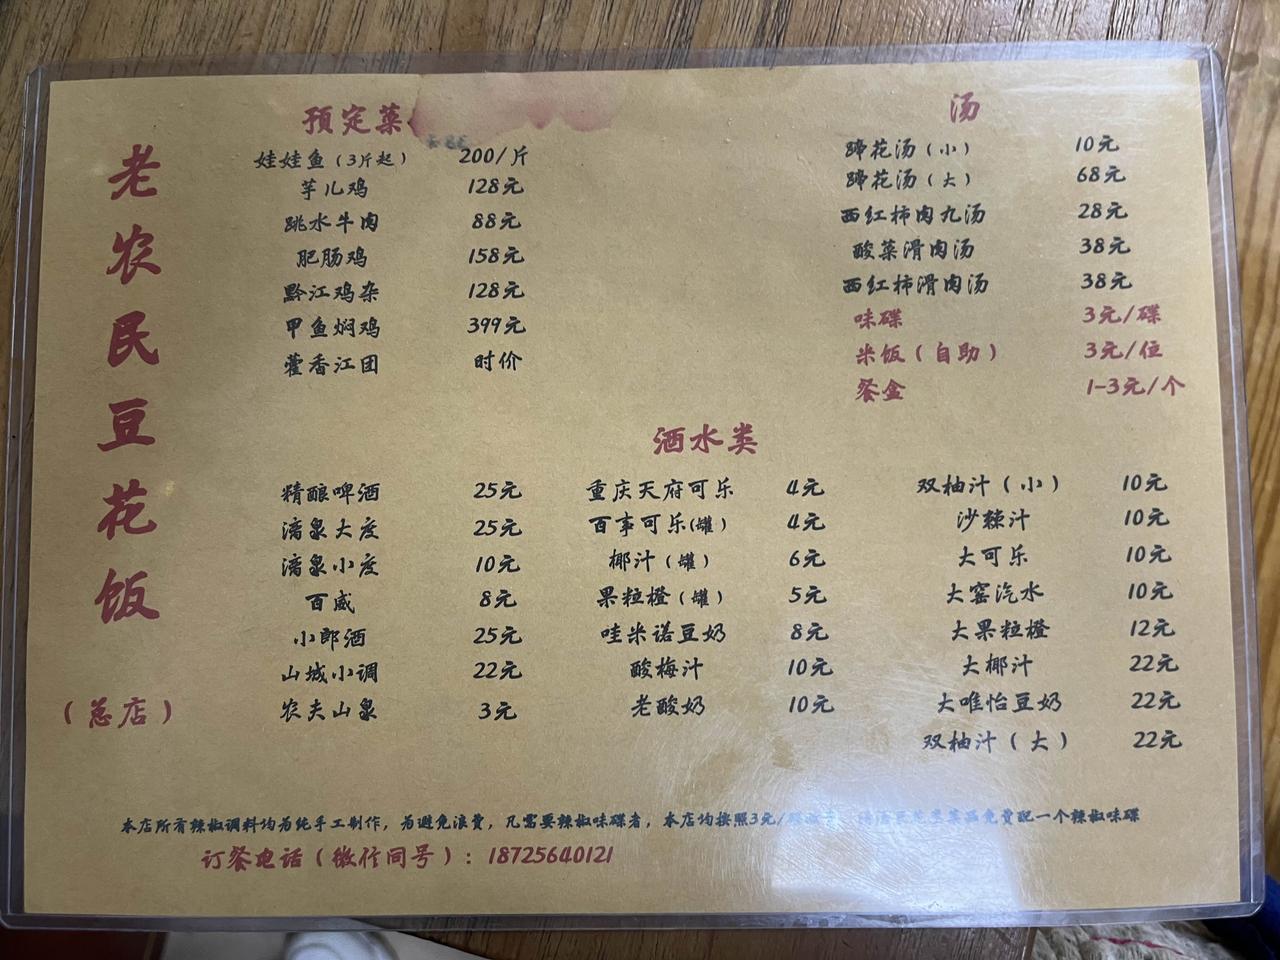 老农民豆花饭
（总店）
预定菜
娃娃鱼（3斤起） 200/斤
芋儿鸡 128元
跳水牛肉 88元
肥肠鸡 158元
黔江鸡杂 128元
甲鱼焖鸡 399元
藿香江团 时价
汤
蹄花汤（小） 10元
蹄花汤（大） 68元
西红柿肉丸汤 28元
酸菜滑肉汤 38元
西红柿滑肉汤 38元
味碟 3元/碟
米饭（自助） 3元/位
餐盒 1-3元/个
酒水类
精酿啤酒 25元
漓泉大度 25元
漓泉小度 10元
百威 8元
小郎酒 25元
山城小调 22元
农夫山泉 3元
重庆天府可乐 4元
百事可乐(罐） 4元
椰汁（罐） 6元
果粒橙（罐） 5元
哇米诺豆奶 8元
酸梅汁 10元
老酸奶 10元
双柚汁（小） 10元
沙棘汁 10元
大可乐 10元
大窑汽水 10元
大果粒橙 12元
大椰汁 22元
大唯怡豆奶 22元
双柚汁（大） 22元
本店所有辣椒调料均为纯手工制作，为避免浪费，凡需要辣椒味碟者，本店均按照3元/ 免费配一个辣椒味碟
订餐电话（微信同号）：18725640121